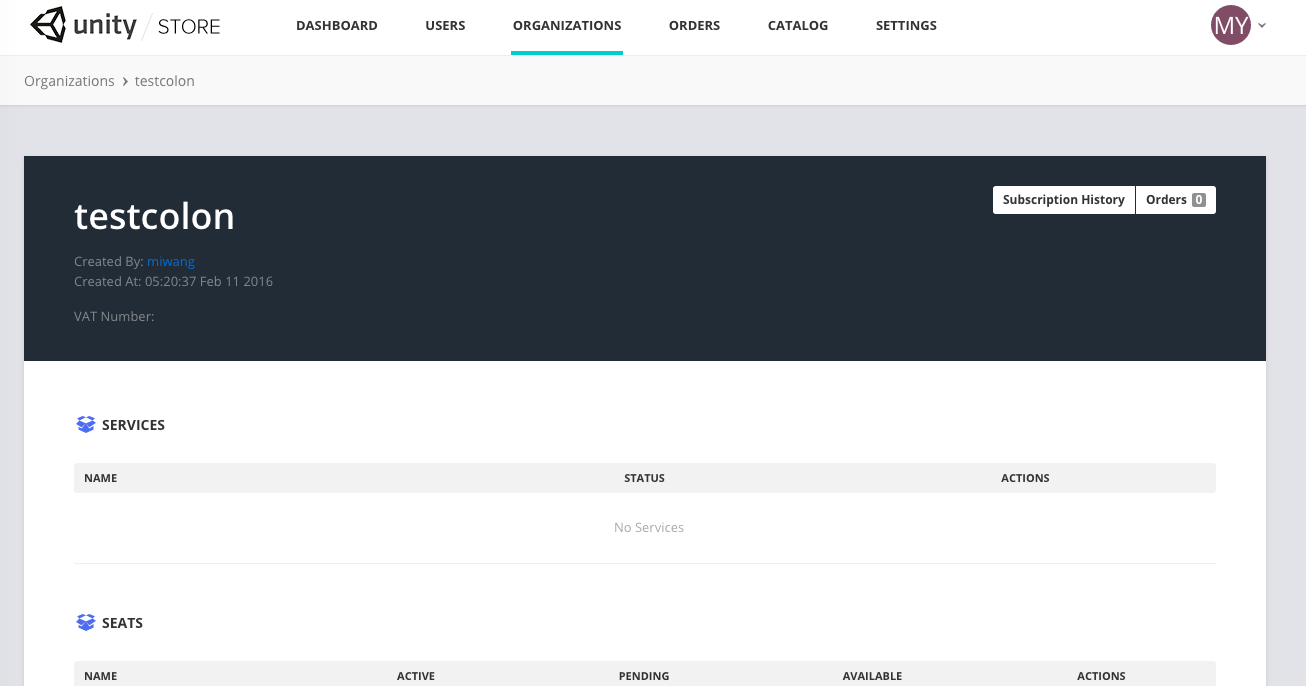 unity / STORE
DASHBOARD USERS ORGANIZATIONS ORDERS CATALOG SETTINGS
MY
Organizations > testcolon
testcolon
Subscription History Orders 0
Created By: miwang
Created At: 05:20:37 Feb 11 2016
VAT Number:
SERVICES
NAME STATUS ACTIONS
No Services
SEATS
NAME ACTIVE PENDING AVAILABLE ACTIONS